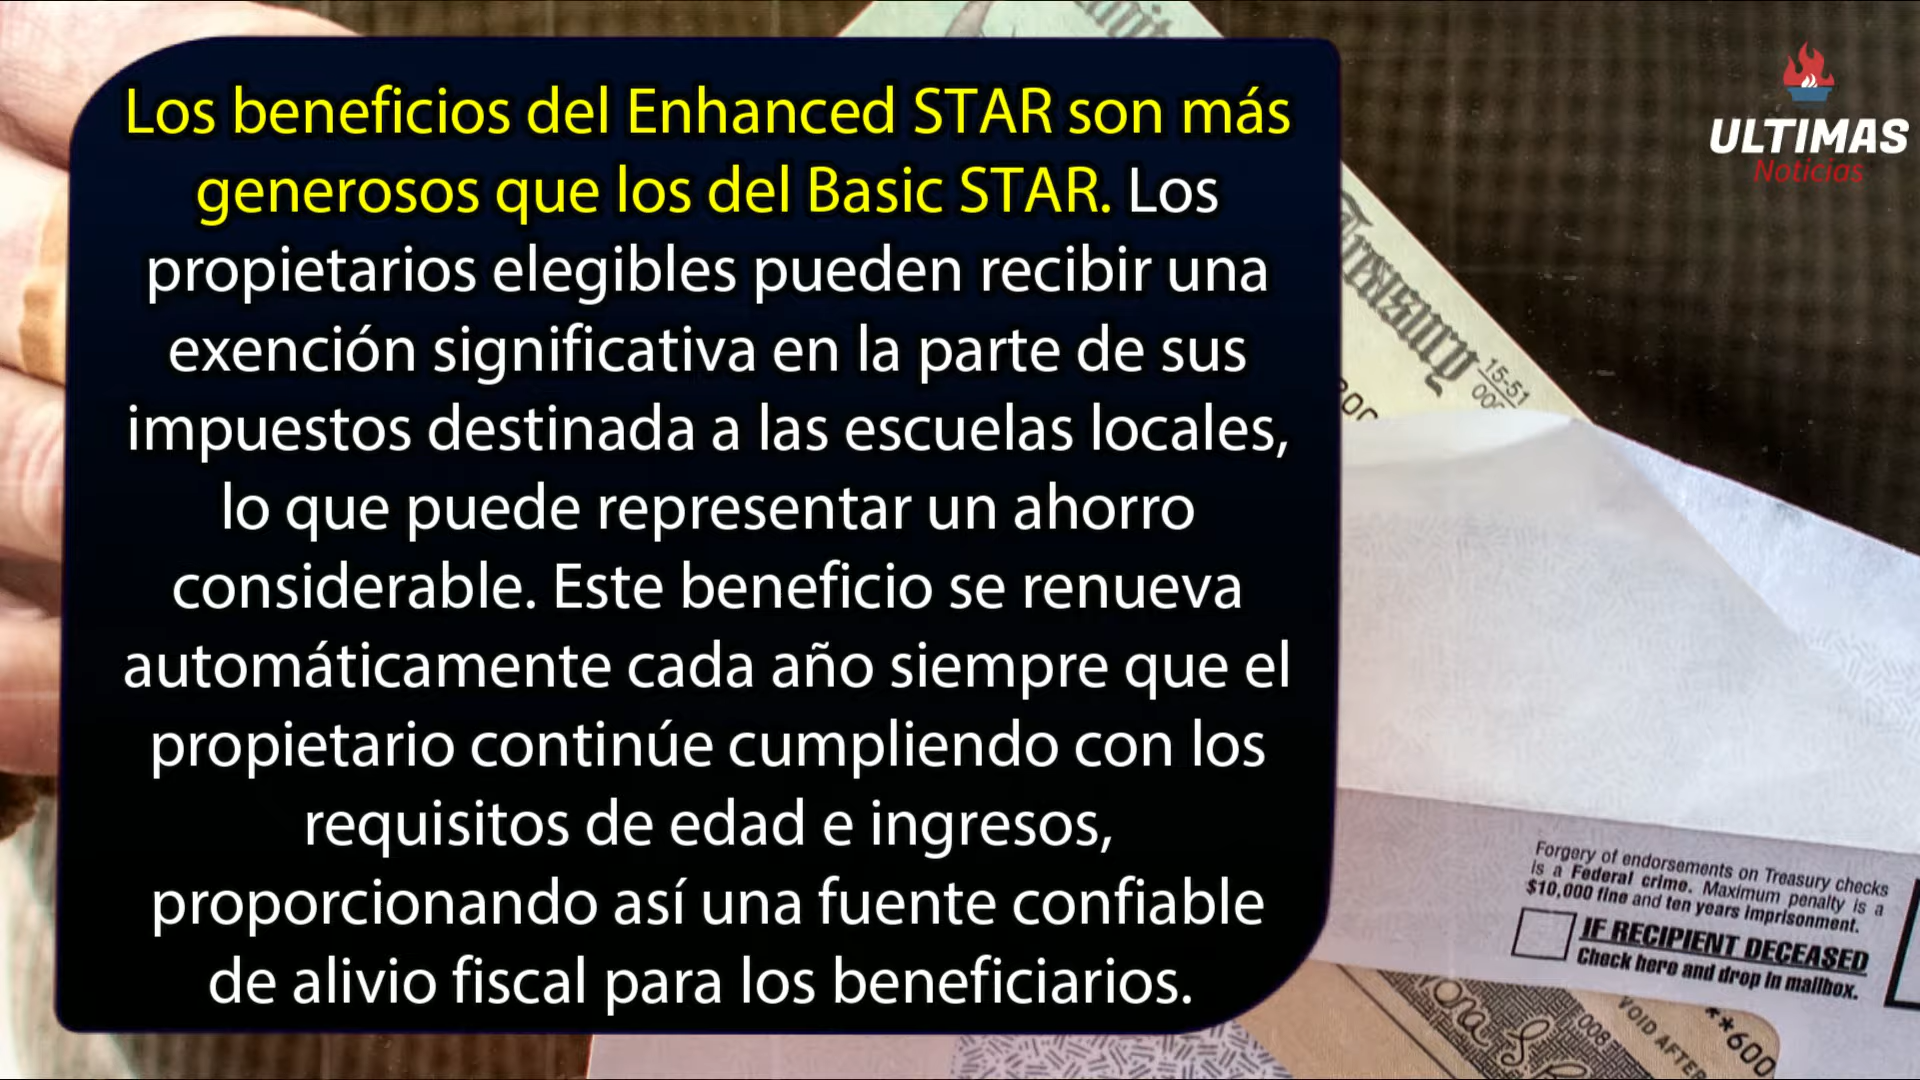 Los beneficios del Enhanced STAR son más
generosos que los del Basic STAR. Los
propietarios elegibles pueden recibir una
exención significativa en la parte de sus
impuestos destinada a las escuelas locales,
lo que puede representar un ahorro
considerable. Este beneficio se renueva
automáticamente cada año siempre que el
propietario continúe cumpliendo con los
requisitos de edad e ingresos,
proporcionando así una fuente confiable
de alivio fiscal para los beneficiarios.
ULTIMAS
Noticias
Treasury
15-51
Forgery of endorsements on Treasury checks
is a Federal crime. Maximum penalty is a
$10,000 fine and ten years imprisonment.
IF RECIPIENT DECEASED
Check here and drop in mailbox.
008
VOID AFTER
**600